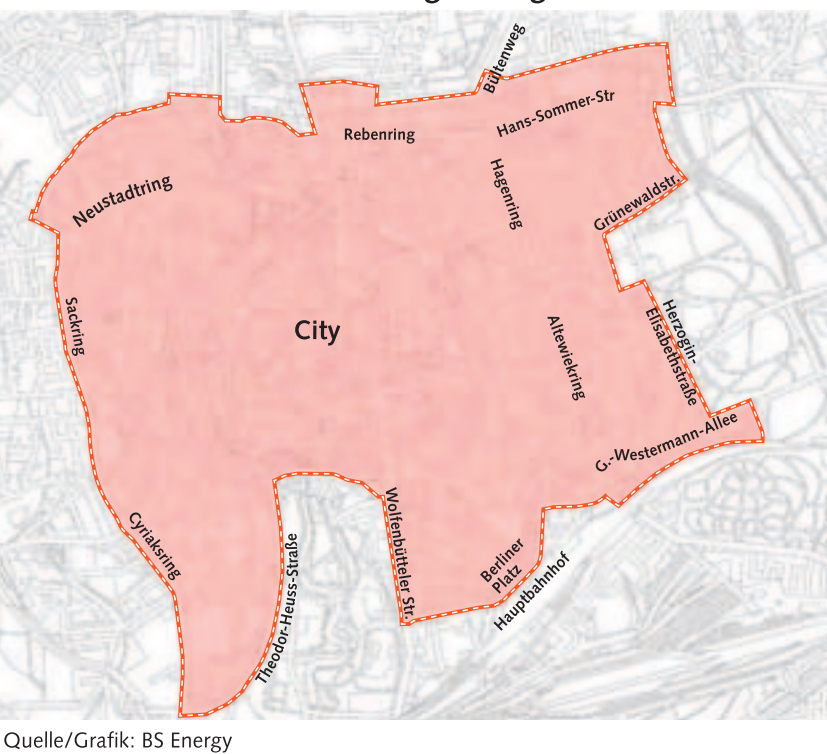 Bültenweg
Hans-Sommer-Str
Rebenring
Hagenring
Neustadtring
Grünewaldstr.
Sackring
City
Altewiekring
Herzogin-
Elisabethstraße
G.-Westermann-Allee
Cyriaksring
Theodor-Heuss-Straße
Wolfenbütteler Str.
Berliner
Platz
Hauptbahnhof
Quelle/Grafik: BS Energy